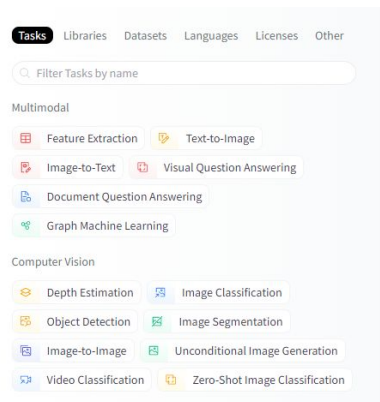 Tasks Libraries Datasets Languages Licenses Other
Filter Tasks by name
Multimodal
Feature Extraction Text-to-Image
Image-to-Text Visual Question Answering
Document Question Answering
Graph Machine Learning
Computer Vision
Depth Estimation Image Classification
Object Detection Image Segmentation
Image-to-Image Unconditional Image Generation
Video Classification Zero-Shot Image Classification